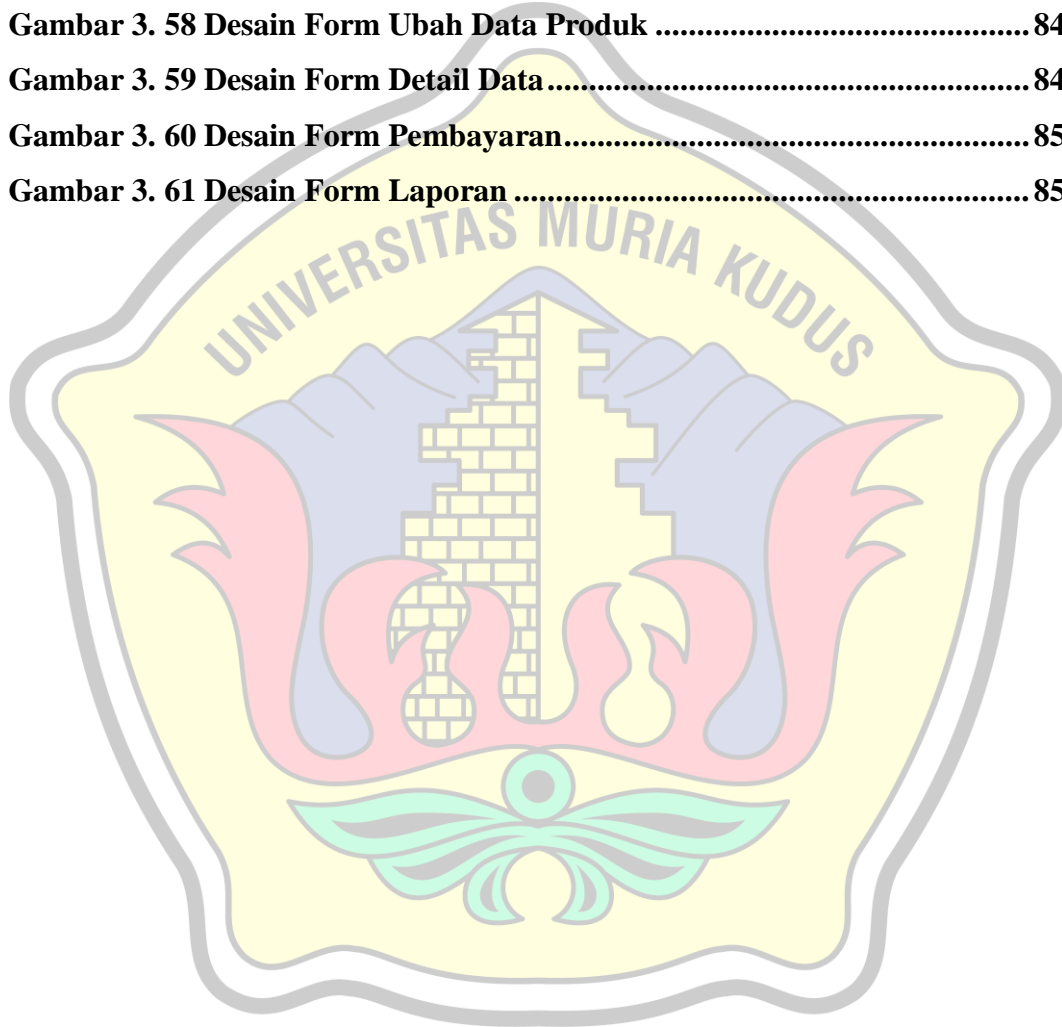 Gambar 3. 58 Desain Form Ubah Data Produk ............................................. 84
Gambar 3. 59 Desain Form Detail Data.......................................................... 84
Gambar 3. 60 Desain Form Pembayaran........................................................ 85
Gambar 3. 61 Desain Form Laporan .............................................................. 85
UNIVERSITAS MURIA KUDUS